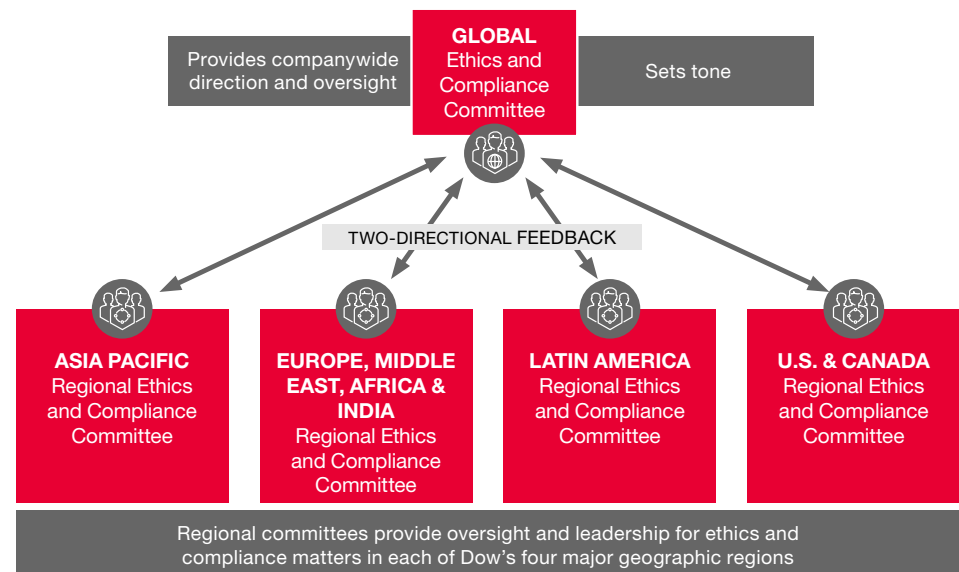 Provides companywide
direction and oversight
GLOBAL
Ethics and
Compliance
Committee
Sets tone
TWO-DIRECTIONAL FEEDBACK
ASIA PACIFIC
Regional Ethics
and Compliance
Committee
EUROPE, MIDDLE
EAST, AFRICA &
INDIA
Regional Ethics
and Compliance
Committee
LATIN AMERICA
Regional Ethics
and Compliance
Committee
U.S. & CANADA
Regional Ethics
and Compliance
Committee
Regional committees provide oversight and leadership for ethics and
compliance matters in each of Dow’s four major geographic regions